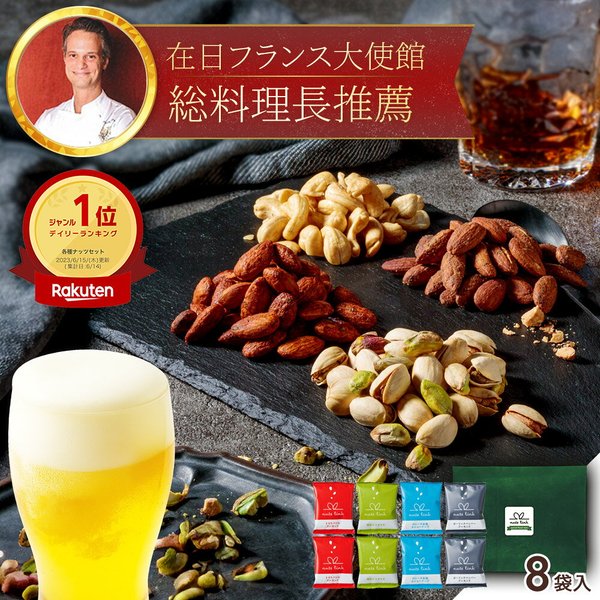 在日フランス大使館
総料理長推薦
ジャンル1位
デイリーランキング
各種ナッツセット
2023/6/15(木)更新
(集計日:6/14)
Rakuten
8袋入